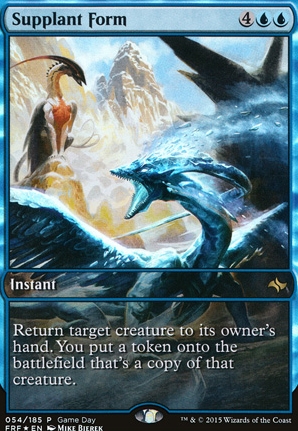 Supplant Form 4
Instant
Return target creature to its owner's
hand. You put a token onto the
battlefield that's a copy of that
creature.
054/185 P Game Day
FRF ★ EN MIKE BIEREK
™ & © 2015 Wizards of the Coast